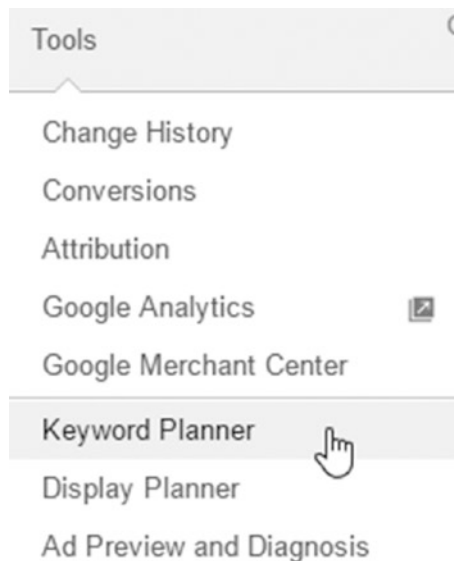 Tools
Change History
Conversions
Attribution
Google Analytics
Google Merchant Center
Keyword Planner
Display Planner
Ad Preview and Diagnosis